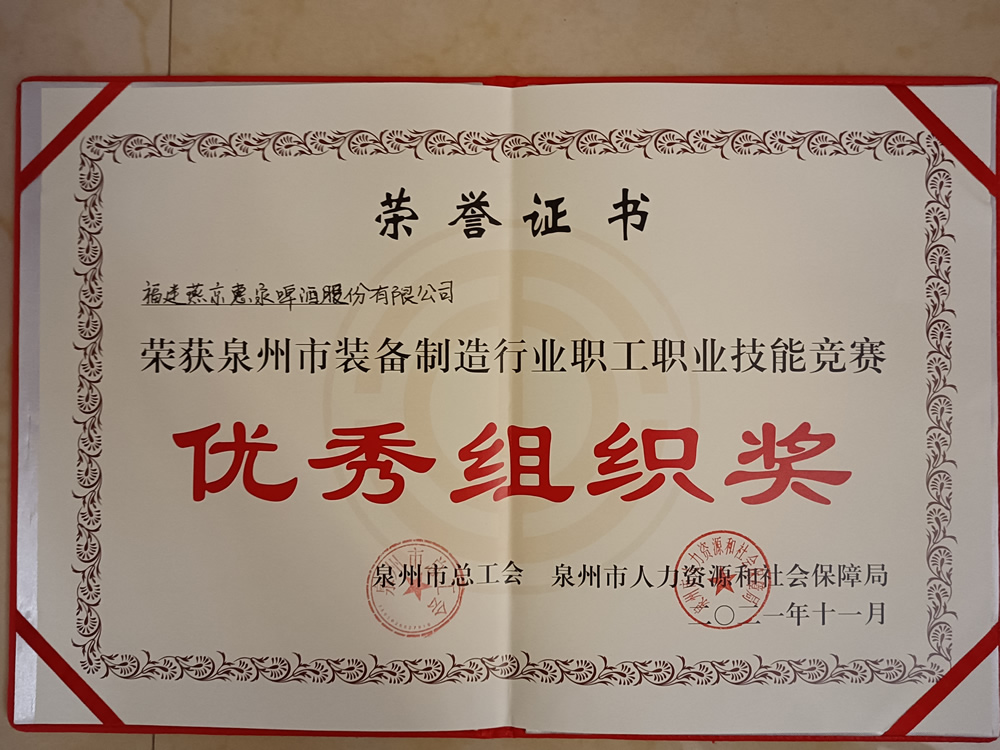 荣誉证书
福建燕京惠泉啤酒股份有限公司
荣获泉州市装备制造行业职工职业技能竞赛
优秀组织奖
泉州市总工会 泉州市人力资源和社会保障局
二〇二一年十一月